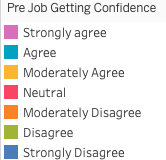 Pre Job Getting Confidence
Strongly agree
Agree
Moderately Agree
Neutral
Moderately Disagree
Disagree
Strongly Disagree